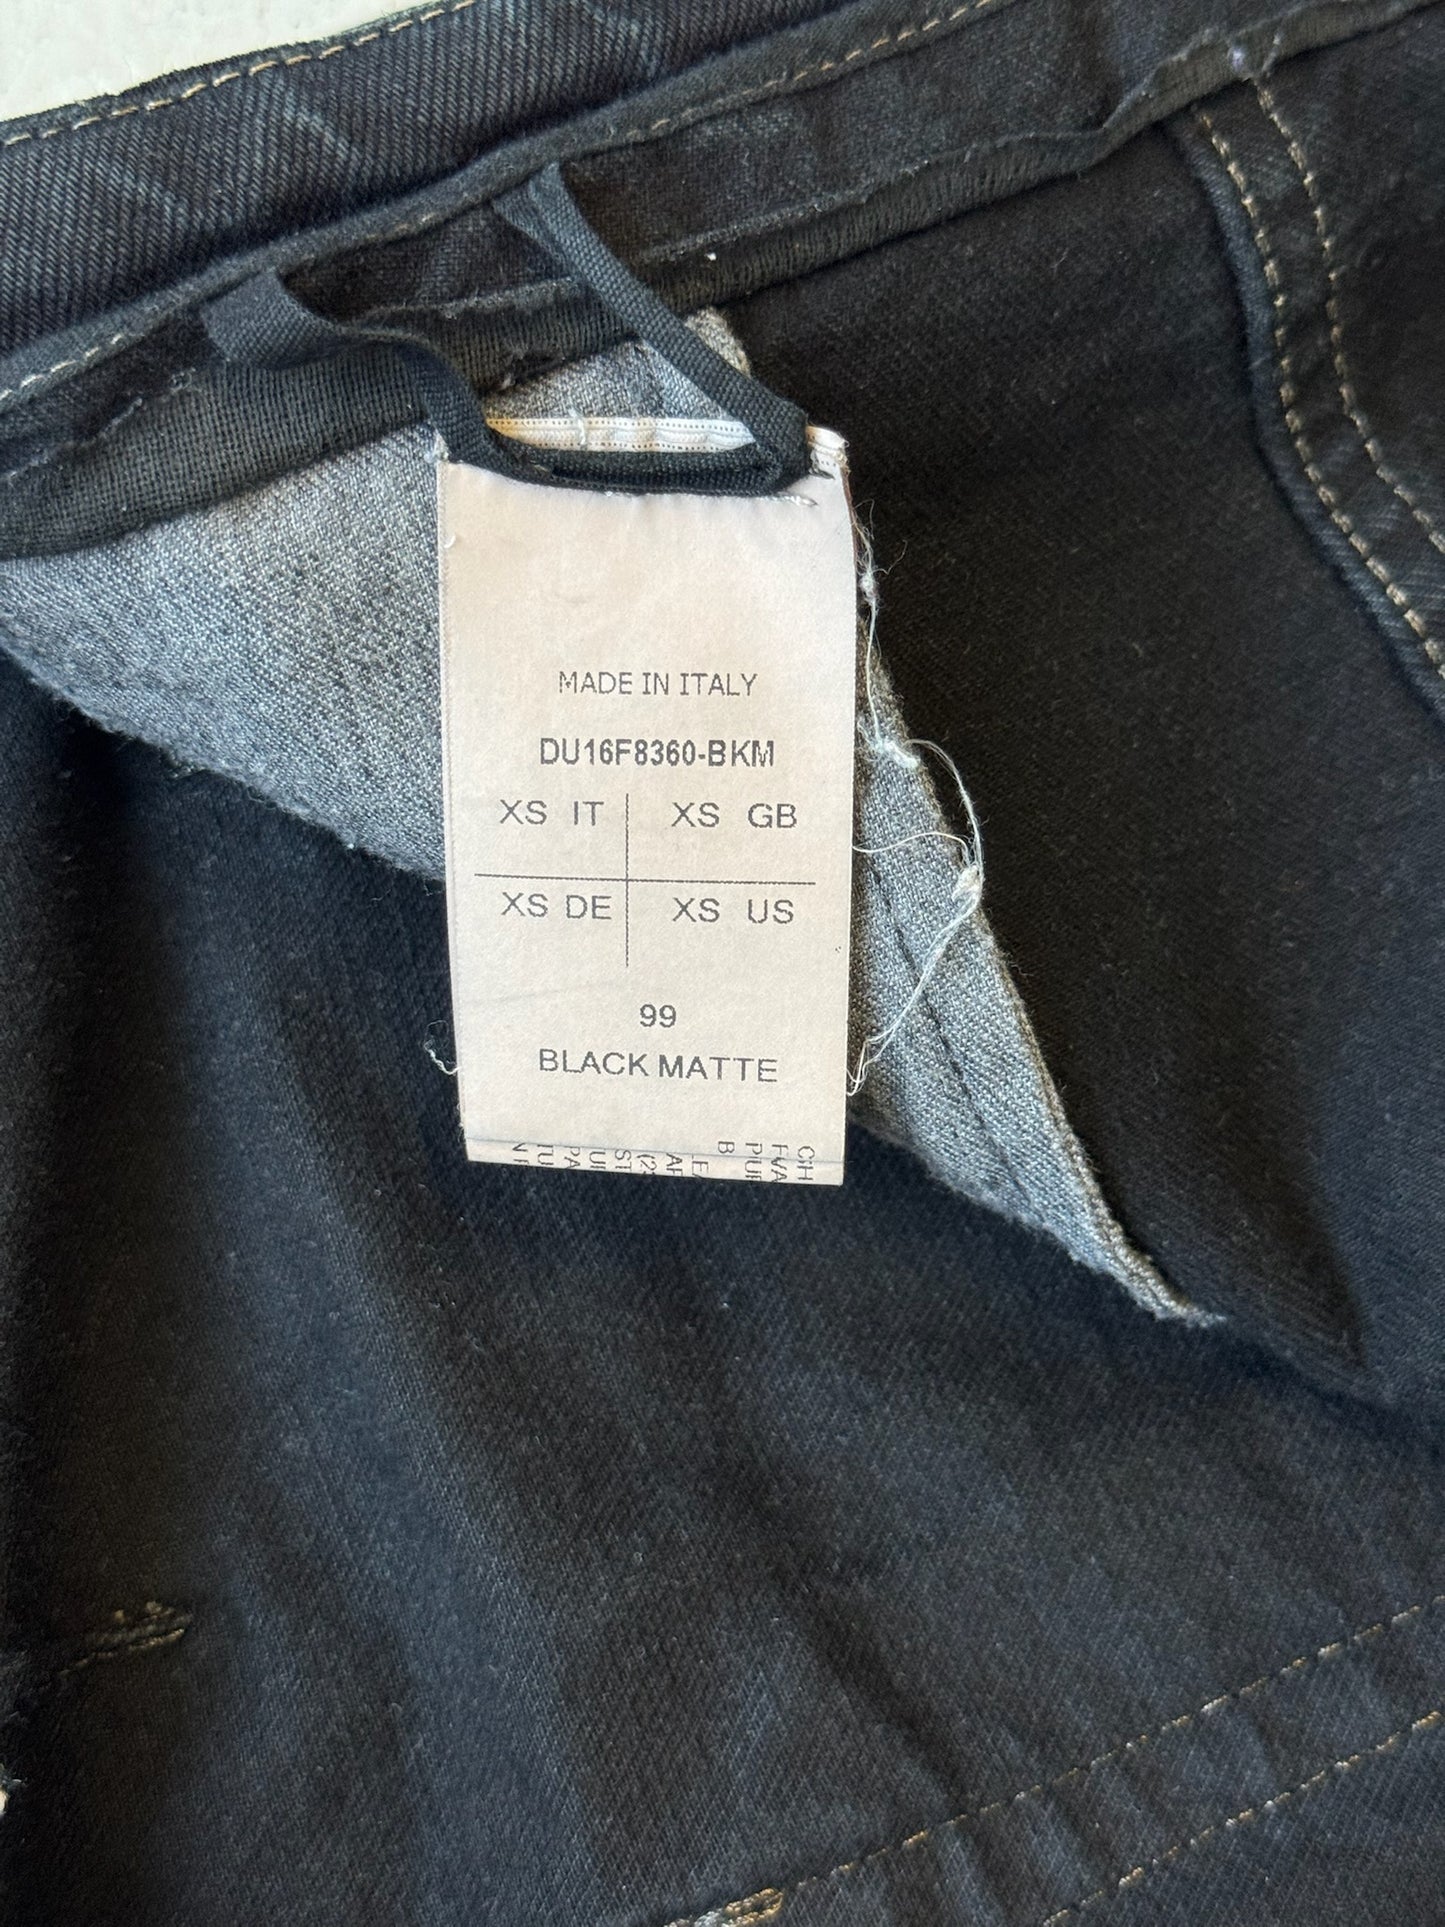 MADE IN ITALY
DU16F8360-BKM
XS IT XS GB
XS DE XS US
99
BLACK MATTE